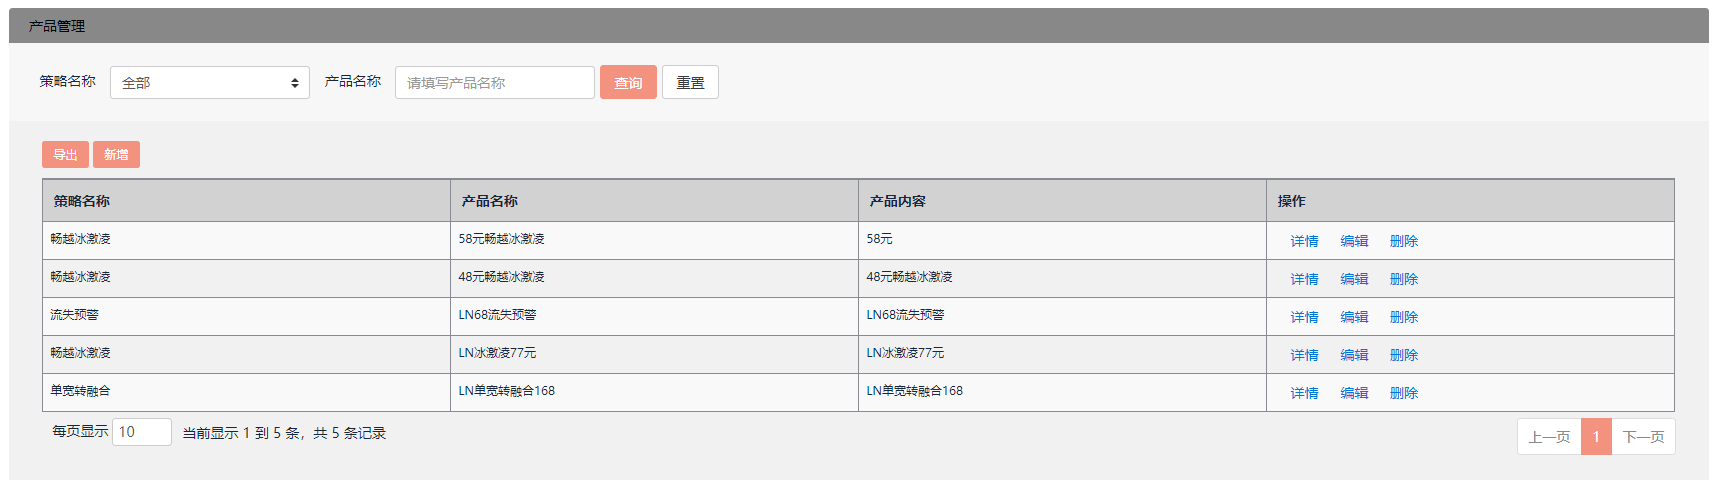 产品管理
策略名称 全部 产品名称 请填写产品名称 查询 重置
导出 新增
策略名称 产品名称 产品内容 操作
畅越冰激凌 58元畅越冰激凌 58元 详情 编辑 删除
畅越冰激凌 48元畅越冰激凌 48元畅越冰激凌 详情 编辑 删除
流失预警 LN68流失预警 LN68流失预警 详情 编辑 删除
畅越冰激凌 LN冰激凌77元 LN冰激凌77元 详情 编辑 删除
单宽转融合 LN单宽转融合168 LN单宽转融合168 详情 编辑 删除
每页显示 10 当前显示 1 到 5 条，共 5 条记录 上一页 1 下一页